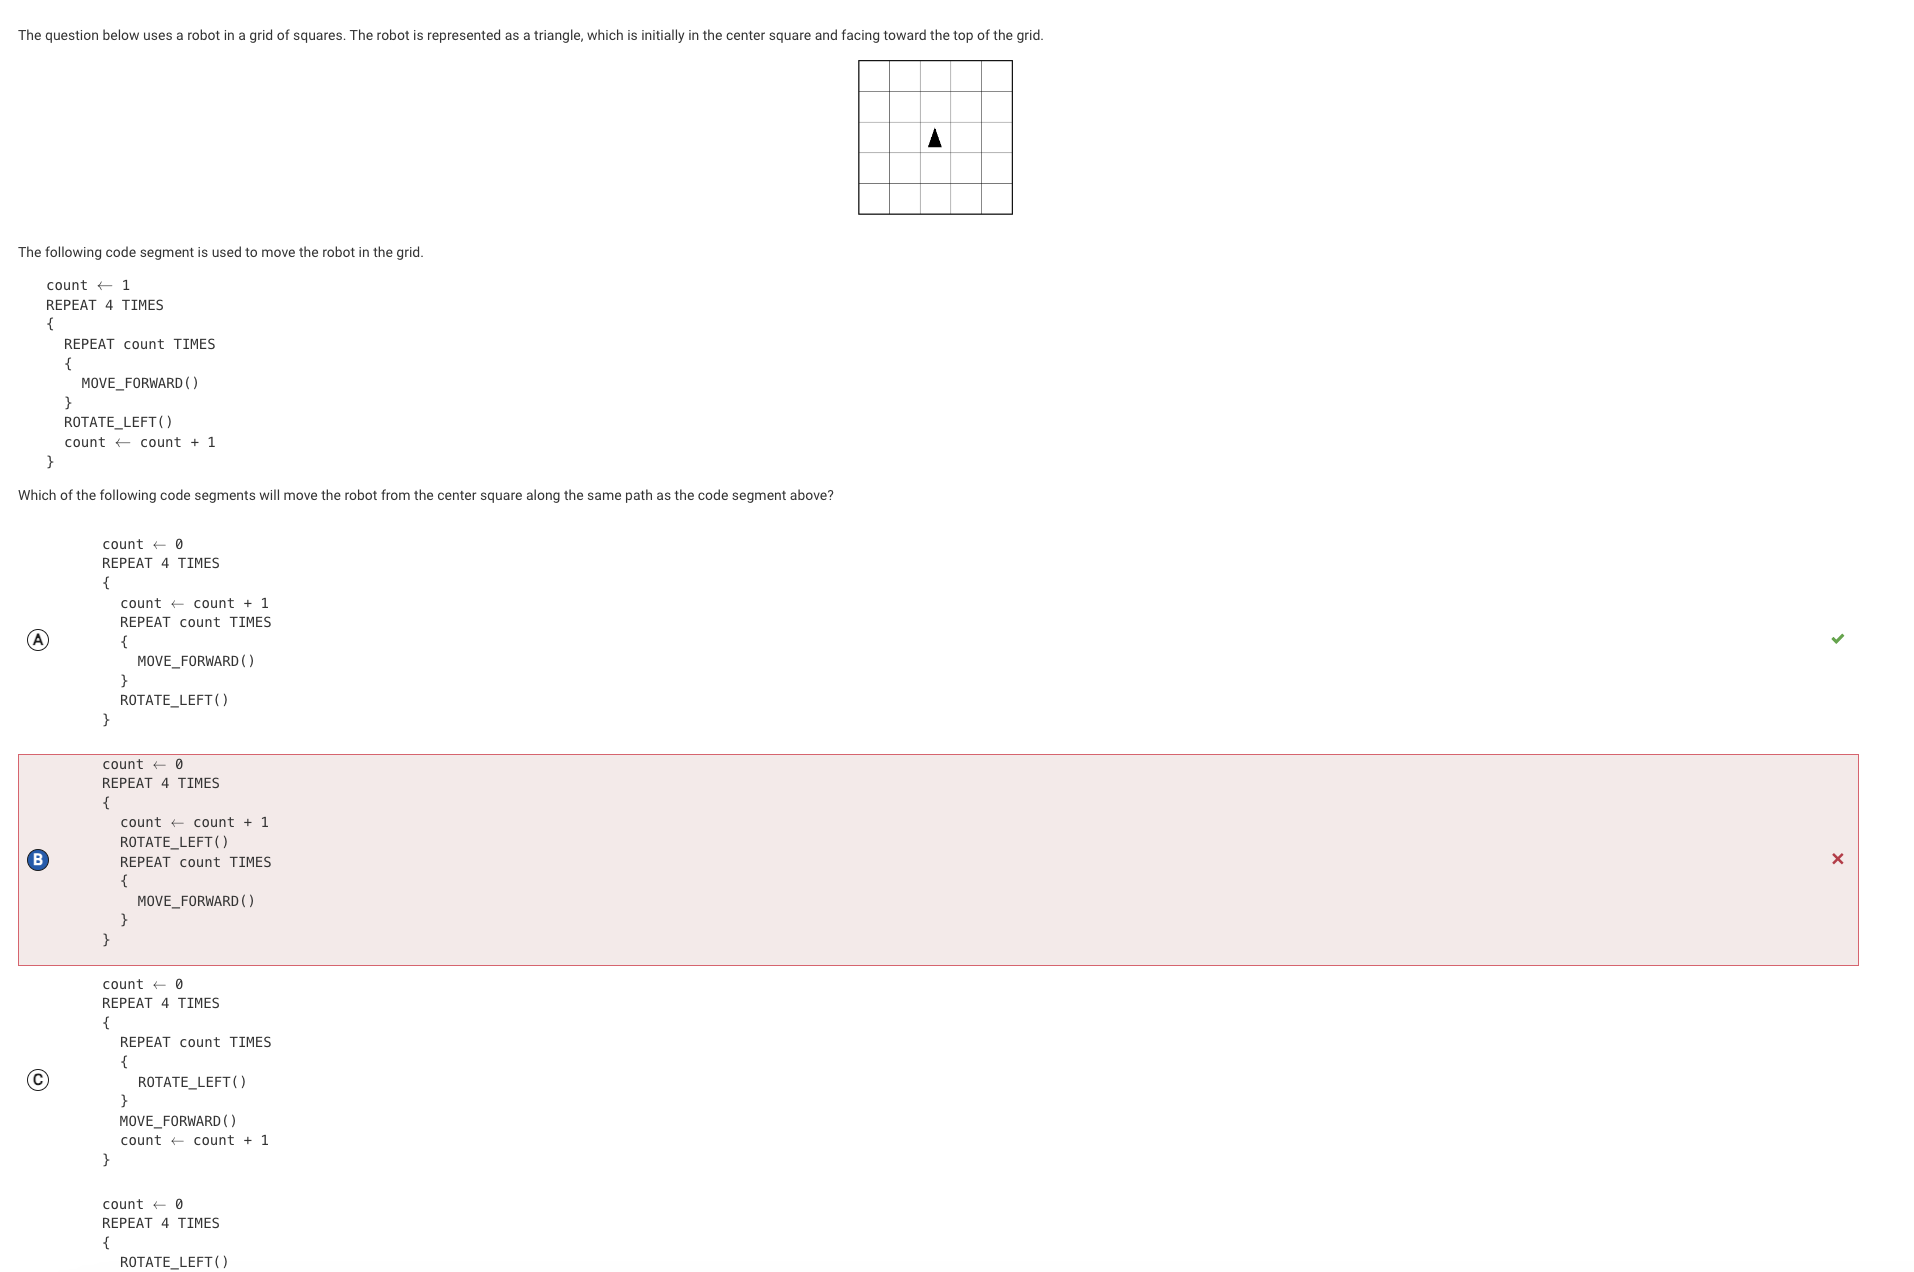 The question below uses a robot in a grid of squares. The robot is represented as a triangle, which is initially in the center square and facing toward the top of the grid.
The following code segment is used to move the robot in the grid.
count ← 1
REPEAT 4 TIMES
{
REPEAT count TIMES
{
MOVE_FORWARD()
}
ROTATE_LEFT()
count ← count + 1
}
Which of the following code segments will move the robot from the center square along the same path as the code segment above?
A
count ← 0
REPEAT 4 TIMES
{
count ← count + 1
REPEAT count TIMES
{
MOVE_FORWARD()
}
ROTATE_LEFT()
}
B
count ← 0
REPEAT 4 TIMES
{
count ← count + 1
ROTATE_LEFT()
REPEAT count TIMES
{
MOVE_FORWARD()
}
}
C
count ← 0
REPEAT 4 TIMES
{
REPEAT count TIMES
{
ROTATE_LEFT()
}
MOVE_FORWARD()
count ← count + 1
}
count ← 0
REPEAT 4 TIMES
{
ROTATE_LEFT()